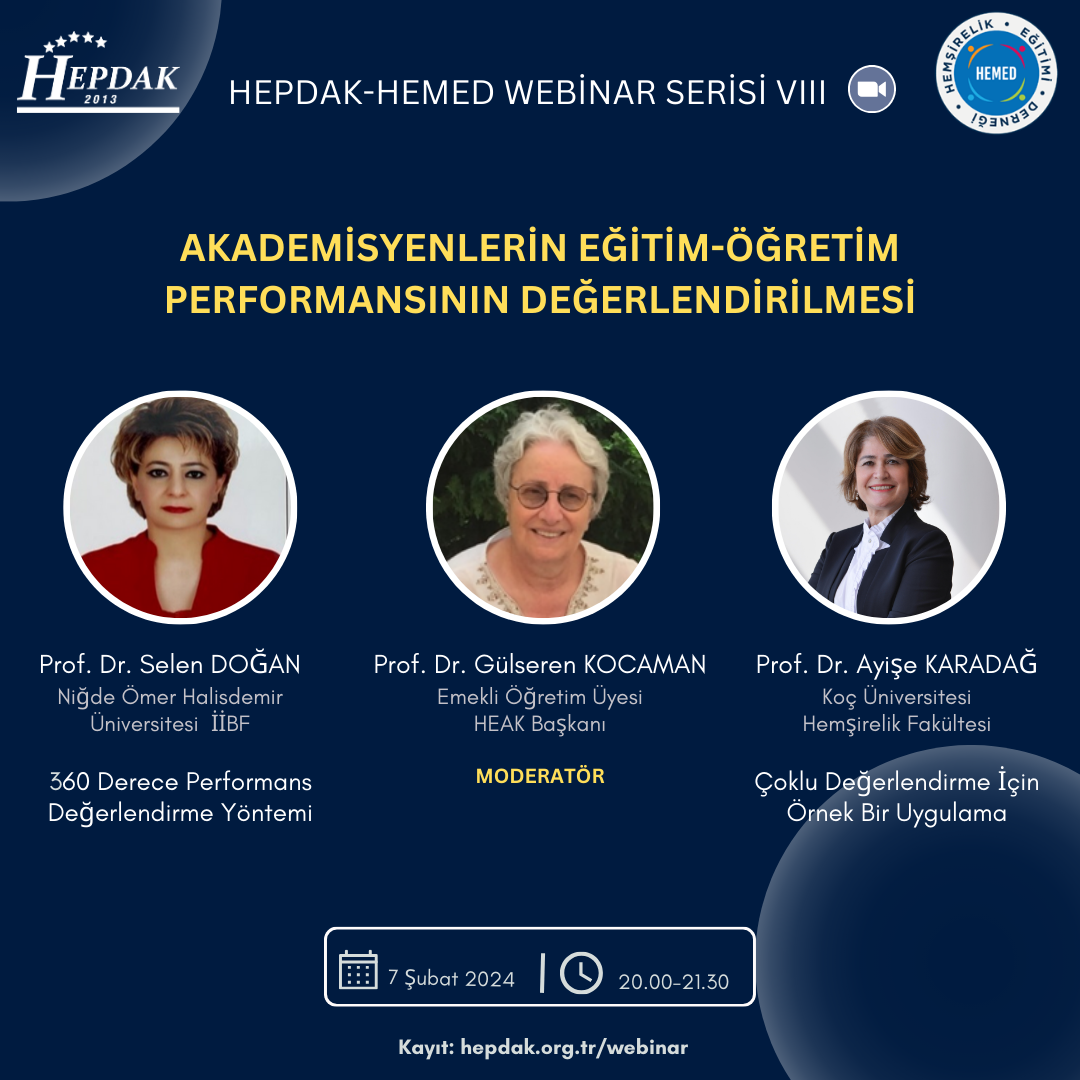 HEPDAK
2013
HEPDAK-HEMED WEBİNAR SERİSİ VIII
HEMŞİRELİK • EĞİTİMİ • DERNEĞİ •
HEMED
AKADEMİSYENLERİN EĞİTİM-ÖĞRETİM
PERFORMANSININ DEĞERLENDİRİLMESİ
Prof. Dr. Selen DOĞAN
Niğde Ömer Halisdemir
Üniversitesi İİBF
360 Derece Performans
Değerlendirme Yöntemi
Prof. Dr. Gülseren KOCAMAN
Emekli Öğretim Üyesi
HEAK Başkanı
MODERATÖR
Prof. Dr. Ayişe KARADAĞ
Koç Üniversitesi
Hemşirelik Fakültesi
Çoklu Değerlendirme İçin
Örnek Bir Uygulama
7 Şubat 2024 | 20.00-21.30
Kayıt: hepdak.org.tr/webinar